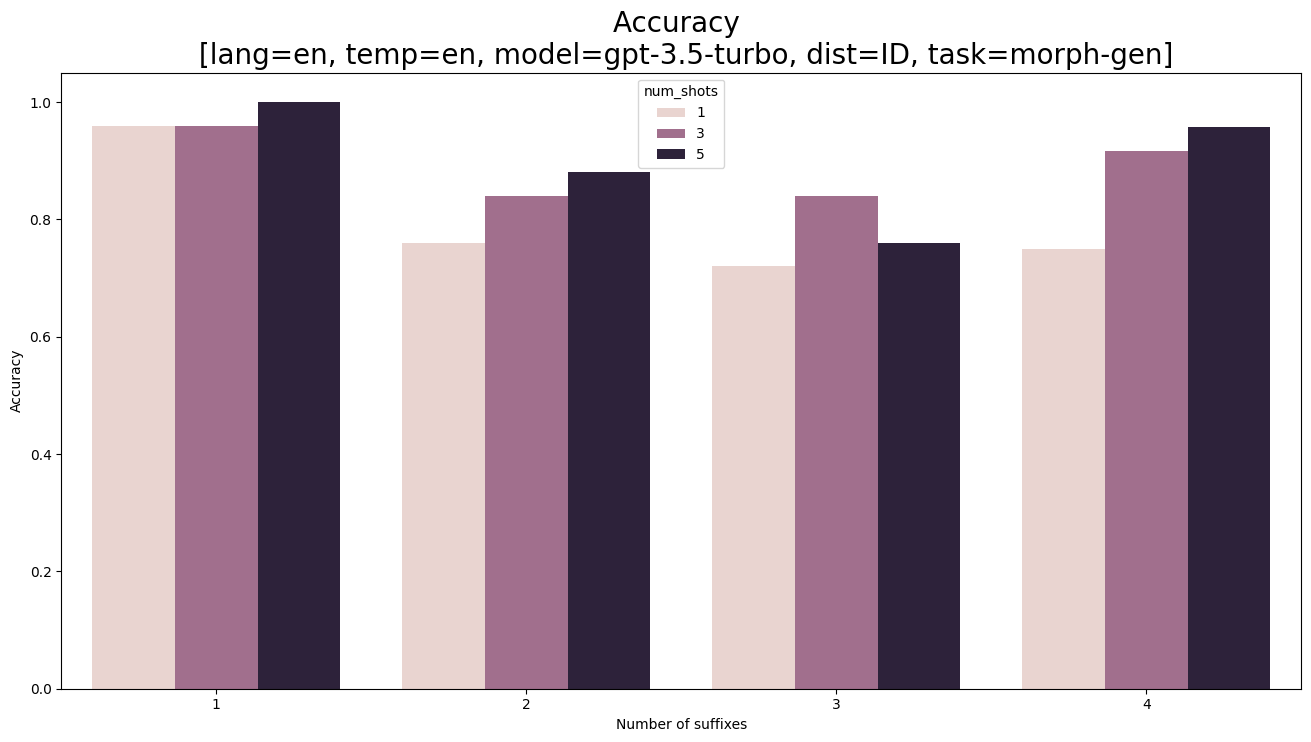 Accuracy
[lang=en, temp=en, model=gpt-3.5-turbo, dist=ID, task=morph-gen]
num_shots
1
3
5
1.0
0.8
0.6
0.4
0.2
0.0
Accuracy
1 2 3 4
Number of suffixes